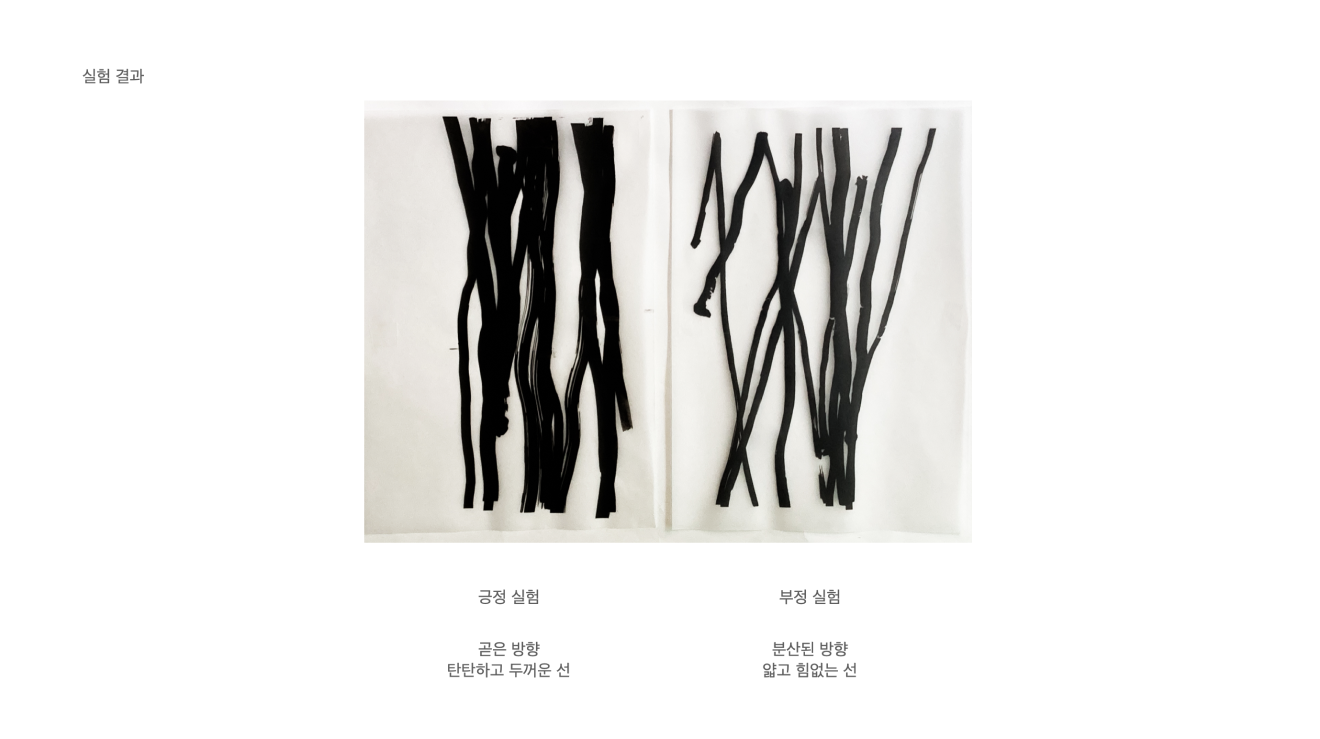 실험 결과
긍정 실험
부정 실험
곧은 방향
탄탄하고 두꺼운 선
분산된 방향
얇고 힘없는 선